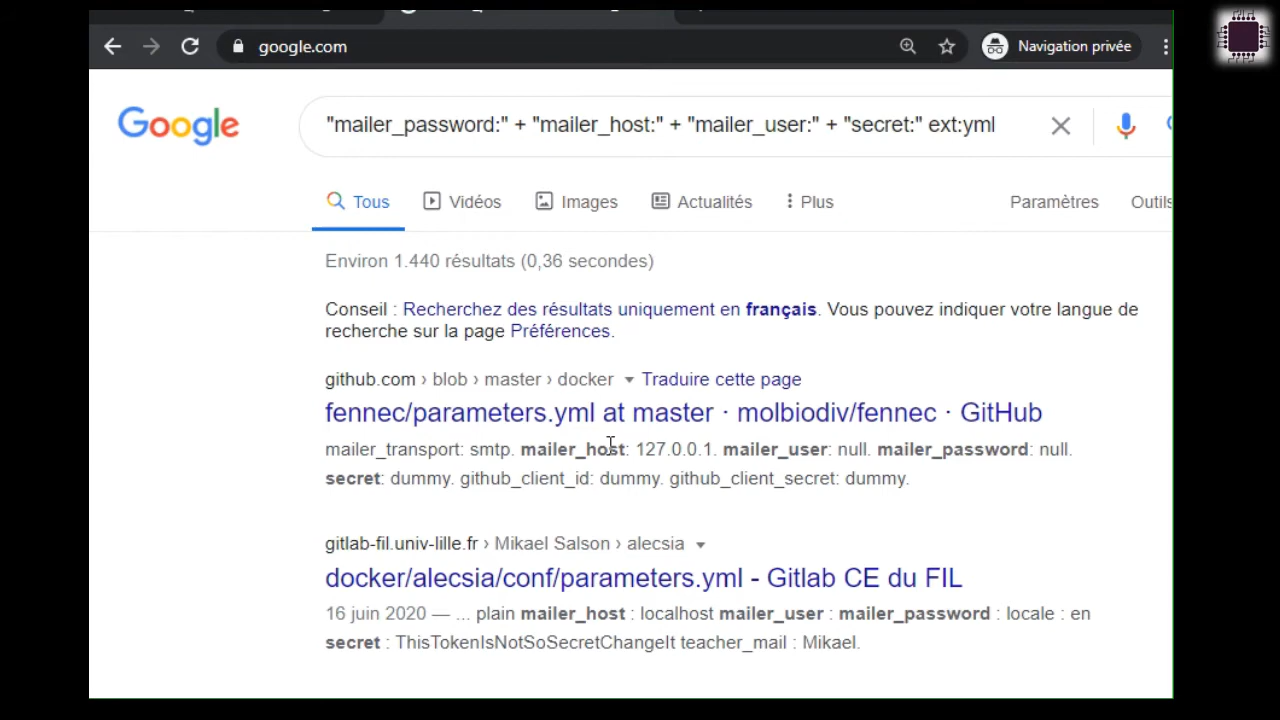 google.com
Navigation privée
Google
"mailer_password:" + "mailer_host:" + "mailer_user:" + "secret:" ext:yml
Tous Vidéos Images Actualités Plus Paramètres Outils
Environ 1.440 résultats (0,36 secondes)
Conseil : Recherchez des résultats uniquement en français. Vous pouvez indiquer votre langue de
recherche sur la page Préférences.
github.com › blob › master › docker Traduire cette page
fennec/parameters.yml at master · molbiodiv/fennec · GitHub
mailer_transport: smtp. mailer_host: 127.0.0.1. mailer_user: null. mailer_password: null.
secret: dummy. github_client_id: dummy. github_client_secret: dummy.
gitlab-fil.univ-lille.fr › Mikael Salson › alecsia
docker/alecsia/conf/parameters.yml - Gitlab CE du FIL
16 juin 2020 — ... plain mailer_host : localhost mailer_user : mailer_password : locale : en
secret : ThisTokenIsNotSoSecretChangeIt teacher_mail : Mikael.